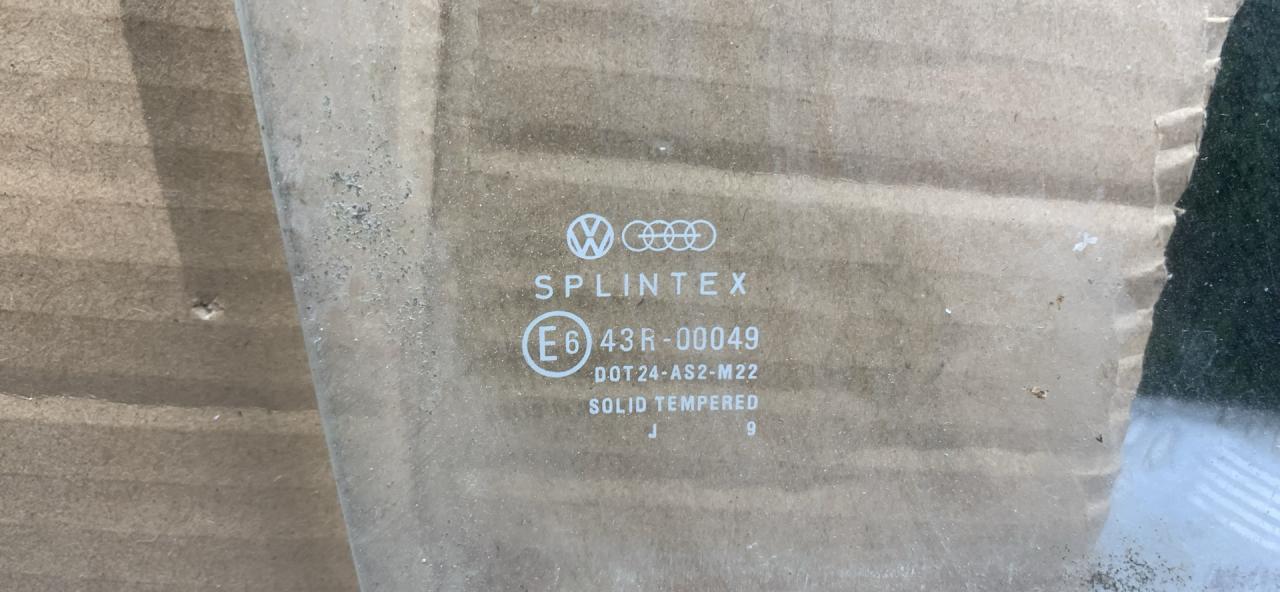 SPLINTEX
E6 43R-00049
DOT24-AS2-M22
SOLID TEMPERED
J 9